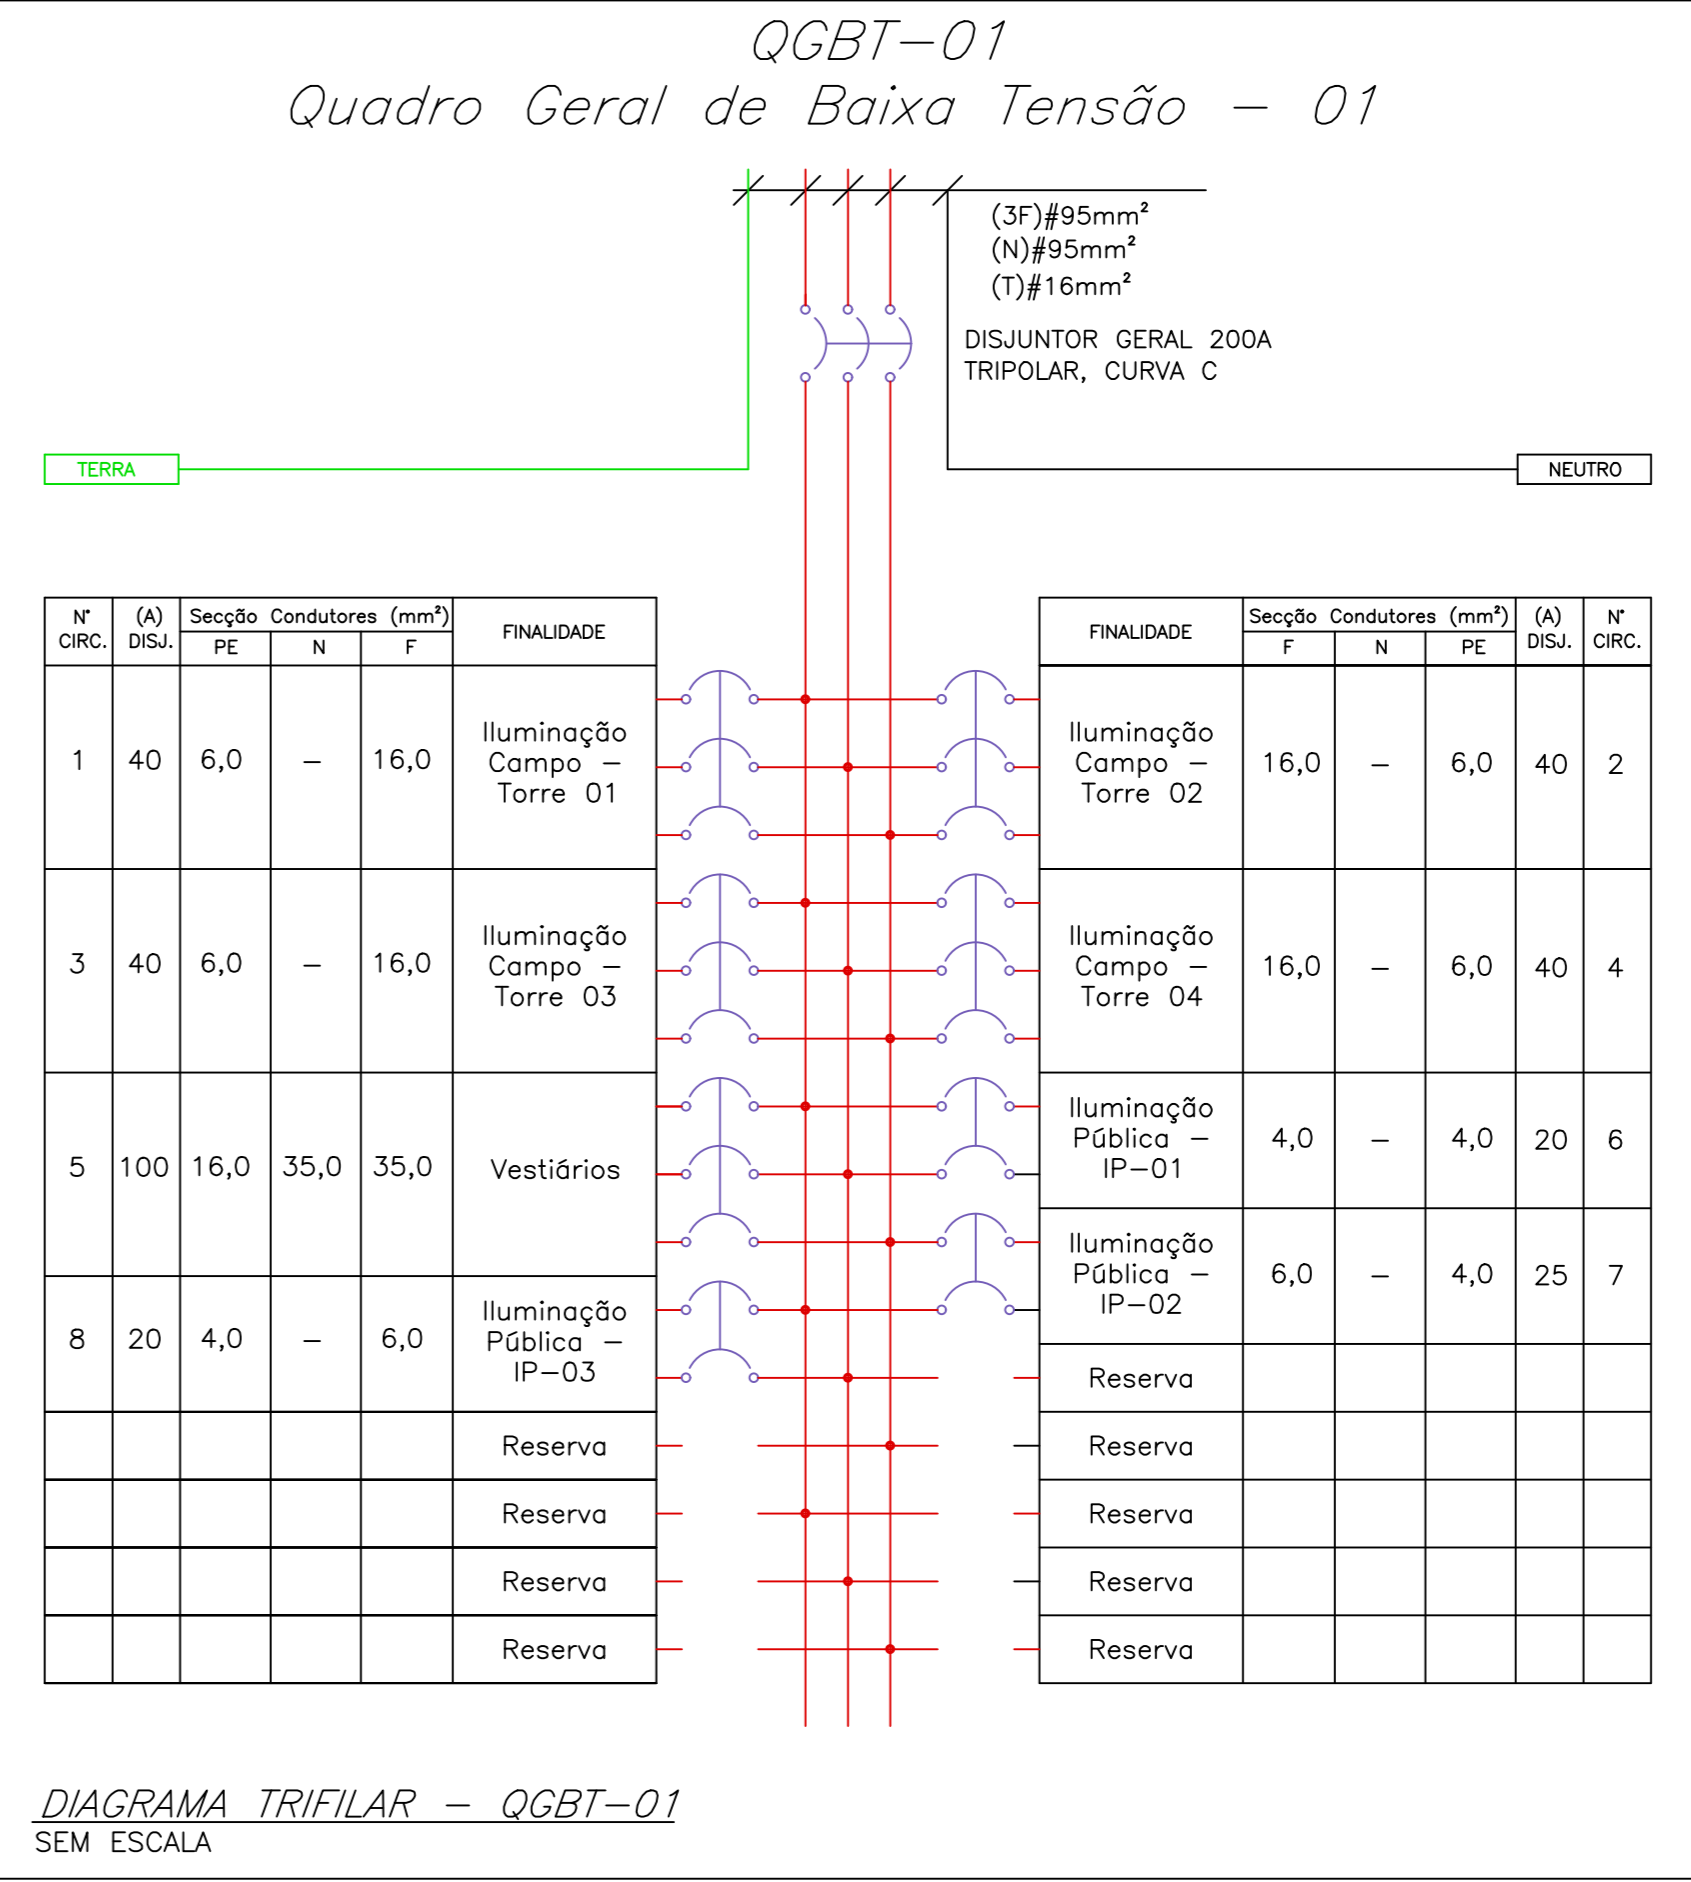 QGBT-01
Quadro Geral de Baixa Tensão - 01
(3F)#95mm²
(N)#95mm²
(T)#16mm²
DISJUNTOR GERAL 200A
TRIPOLAR, CURVA C
TERRA
NEUTRO
N° CIRC. (A) DISJ. Secção Condutores (mm²) FINALIDADE
PE N F
1 40 6,0 - 16,0 Iluminação
Campo -
Torre 01
3 40 6,0 - 16,0 Iluminação
Campo -
Torre 03
5 100 16,0 35,0 35,0 Vestiários
8 20 4,0 - 6,0 Iluminação
Pública -
IP-03
Reserva
Reserva
Reserva
Reserva
FINALIDADE Secção Condutores (mm²) (A) DISJ. N° CIRC.
F N PE
Iluminação
Campo -
Torre 02 16,0 - 6,0 40 2
Iluminação
Campo -
Torre 04 16,0 - 6,0 40 4
Iluminação
Pública -
IP-01 4,0 - 4,0 20 6
Iluminação
Pública -
IP-02 6,0 - 4,0 25 7
Reserva
Reserva
Reserva
Reserva
Reserva
DIAGRAMA TRIFILAR - QGBT-01
SEM ESCALA